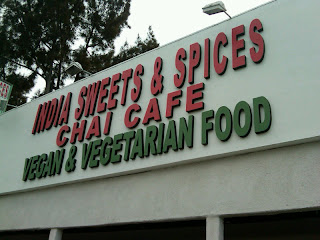 INDIA SWEETS & SPICES
CHAI CAFE
VEGAN & VEGETARIAN FOOD